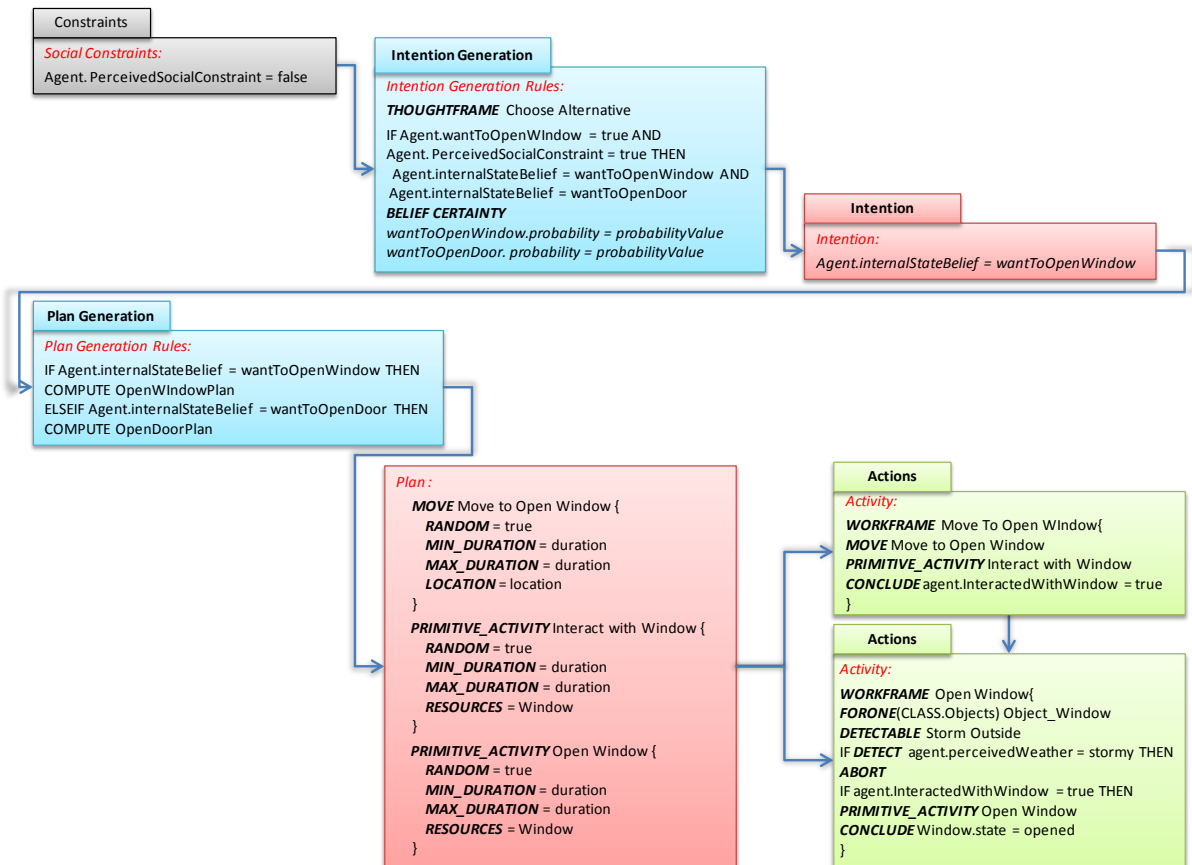 Constraints
Social Constraints:
Agent. PerceivedSocialConstraint = false
Intention Generation
Intention Generation Rules:
THOUGHTFRAME Choose Alternative
IF Agent.wantToOpenWIndow = true AND
Agent. PerceivedSocialConstraint = true THEN
Agent.internalStateBelief = wantToOpenWindow AND
Agent.internalStateBelief = wantToOpenDoor
BELIEF CERTAINTY
wantToOpenWindow.probability = probabilityValue
wantToOpenDoor. probability = probabilityValue
Intention
Intention:
Agent.internalStateBelief = wantToOpenWindow
Plan Generation
Plan Generation Rules:
IF Agent.internalStateBelief = wantToOpenWindow THEN
COMPUTE OpenWIndowPlan
ELSEIF Agent.internalStateBelief = wantToOpenDoor THEN
COMPUTE OpenDoorPlan
Plan :
MOVE Move to Open Window {
RANDOM = true
MIN_DURATION = duration
MAX_DURATION = duration
LOCATION = location
}
PRIMITIVE_ACTIVITY Interact with Window {
RANDOM = true
MIN_DURATION = duration
MAX_DURATION = duration
RESOURCES = Window
}
PRIMITIVE_ACTIVITY Open Window {
RANDOM = true
MIN_DURATION = duration
MAX_DURATION = duration
RESOURCES = Window
}
Actions
Activity:
WORKFRAME Move To Open WIndow{
MOVE Move to Open Window
PRIMITIVE_ACTIVITY Interact with Window
CONCLUDE agent.InteractedWithWindow = true
}
Actions
Activity:
WORKFRAME Open Window{
FORONE(CLASS.Objects) Object_Window
DETECTABLE Storm Outside
IF DETECT agent.perceivedWeather = stormy THEN
ABORT
IF agent.InteractedWithWindow = true THEN
PRIMITIVE_ACTIVITY Open Window
CONCLUDE Window.state = opened
}